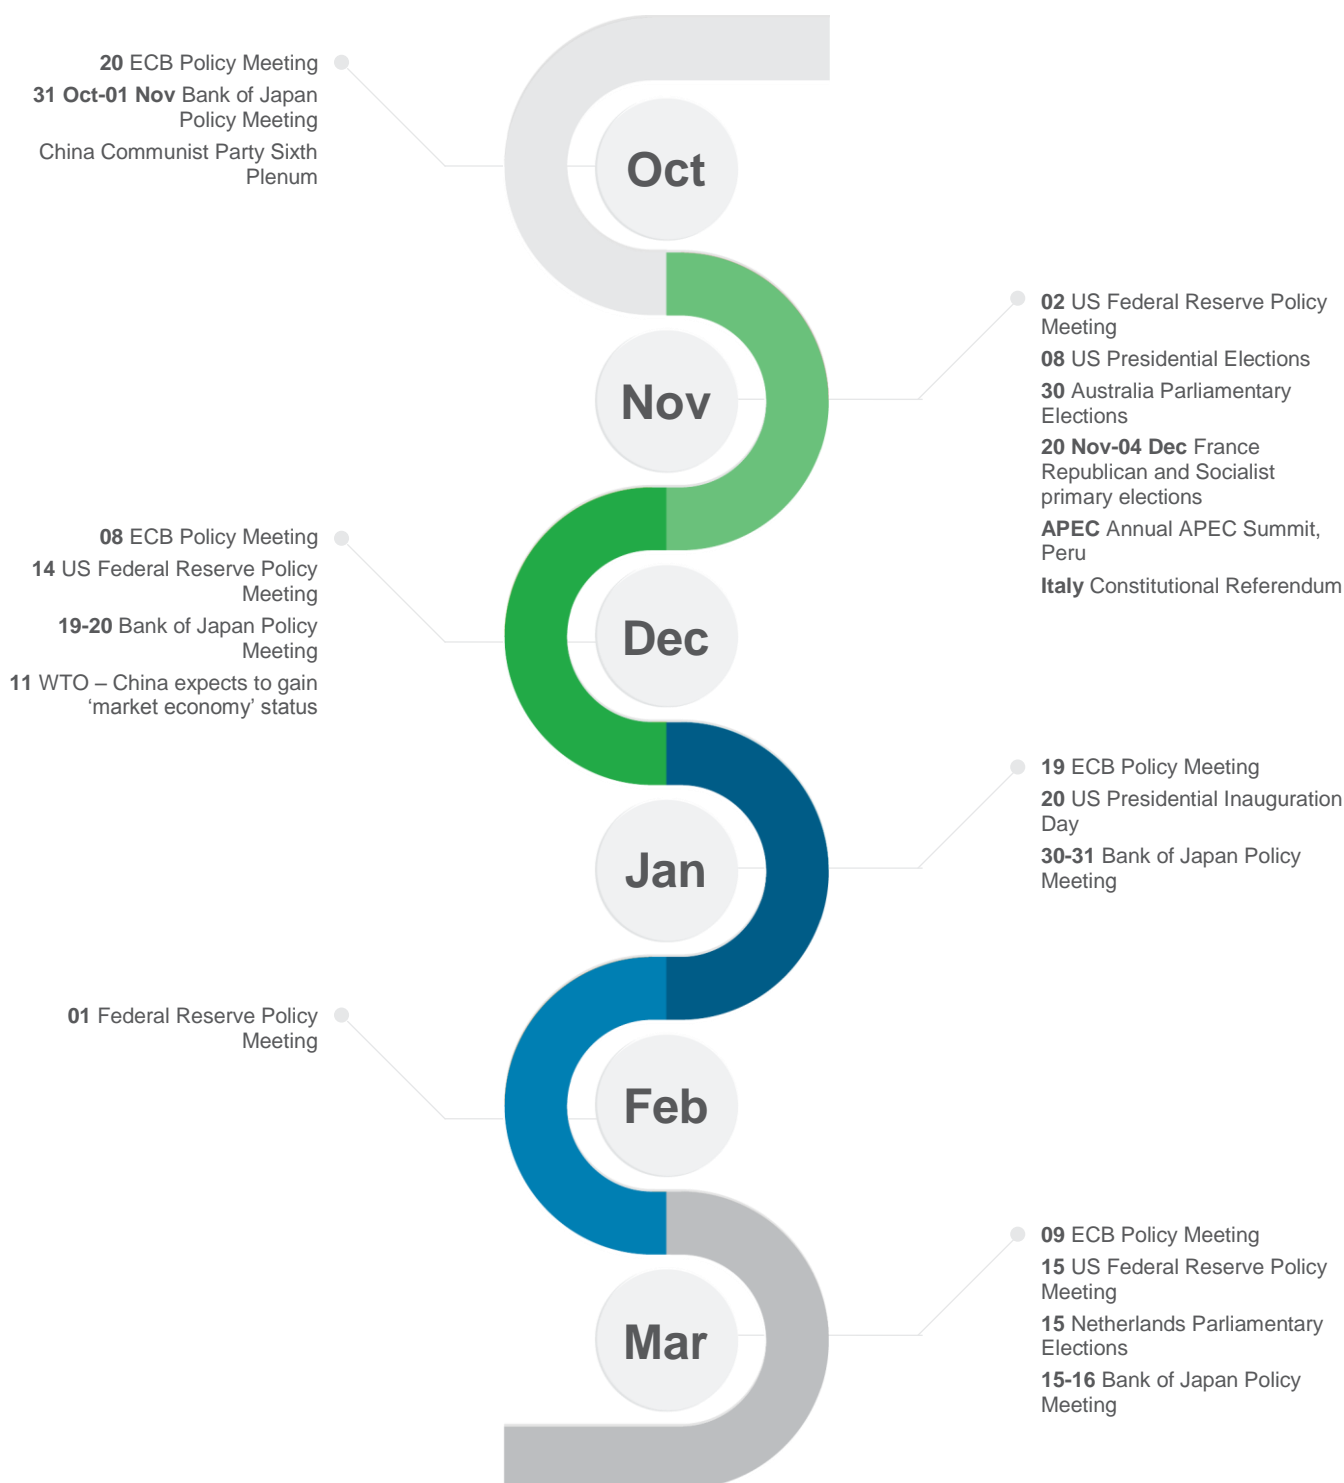 Oct
20 ECB Policy Meeting
31 Oct-01 Nov Bank of Japan
Policy Meeting
China Communist Party Sixth
Plenum
Nov
02 US Federal Reserve Policy
Meeting
08 US Presidential Elections
30 Australia Parliamentary
Elections
20 Nov-04 Dec France
Republican and Socialist
primary elections
APEC Annual APEC Summit,
Peru
Italy Constitutional Referendum
Dec
08 ECB Policy Meeting
14 US Federal Reserve Policy
Meeting
19-20 Bank of Japan Policy
Meeting
11 WTO – China expects to gain
‘market economy’ status
Jan
19 ECB Policy Meeting
20 US Presidential Inauguration
Day
30-31 Bank of Japan Policy
Meeting
Feb
01 Federal Reserve Policy
Meeting
Mar
09 ECB Policy Meeting
15 US Federal Reserve Policy
Meeting
15 Netherlands Parliamentary
Elections
15-16 Bank of Japan Policy
Meeting